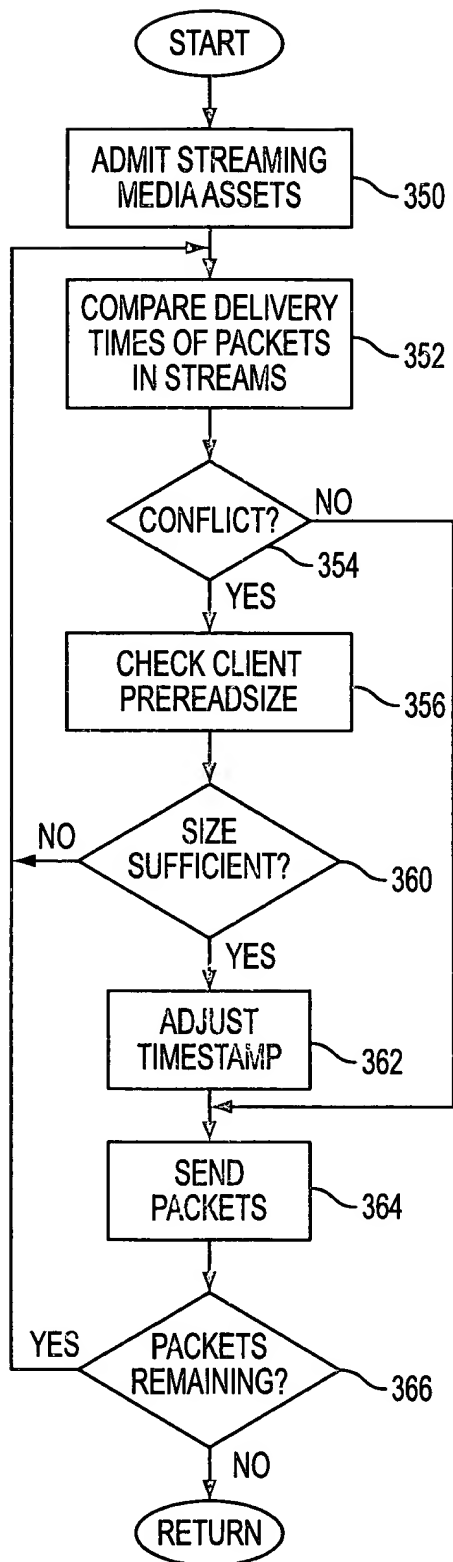 START
ADMIT STREAMING
MEDIA ASSETS
350
COMPARE DELIVERY
TIMES OF PACKETS
IN STREAMS
352
CONFLICT?
NO
354
YES
CHECK CLIENT
PREREADSIZE
356
NO
SIZE
SUFFICIENT?
360
YES
ADJUST
TIMESTAMP
362
SEND
PACKETS
364
YES
PACKETS
REMAINING?
366
NO
RETURN